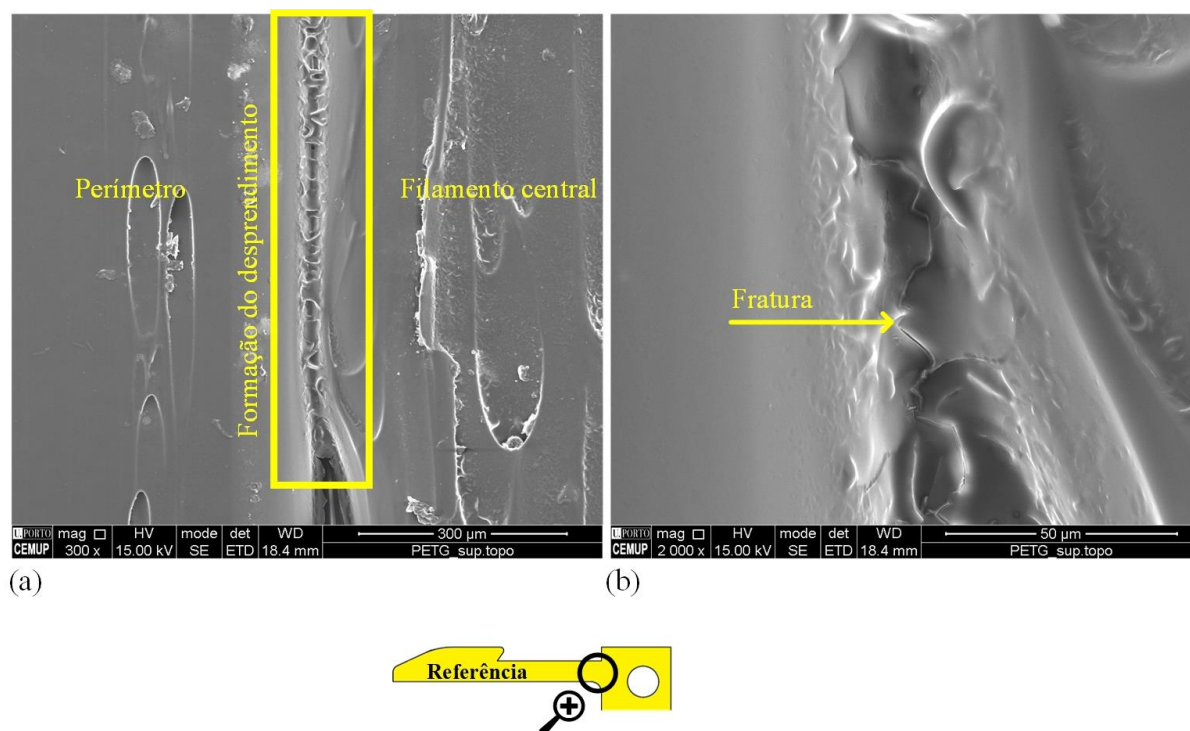 Formação do desprendimento
Perímetro
Filamento central
U.PORTO
CEMUP
mag
300 x
HV
15.00 kV
mode
SE
det
ETD
WD
18.4 mm
300 µm
PETG_sup.topo
Fratura
U.PORTO
CEMUP
mag
2 000 x
HV
15.00 kV
mode
SE
det
ETD
WD
18.4 mm
50 µm
PETG_sup.topo
(a)
(b)
Referência